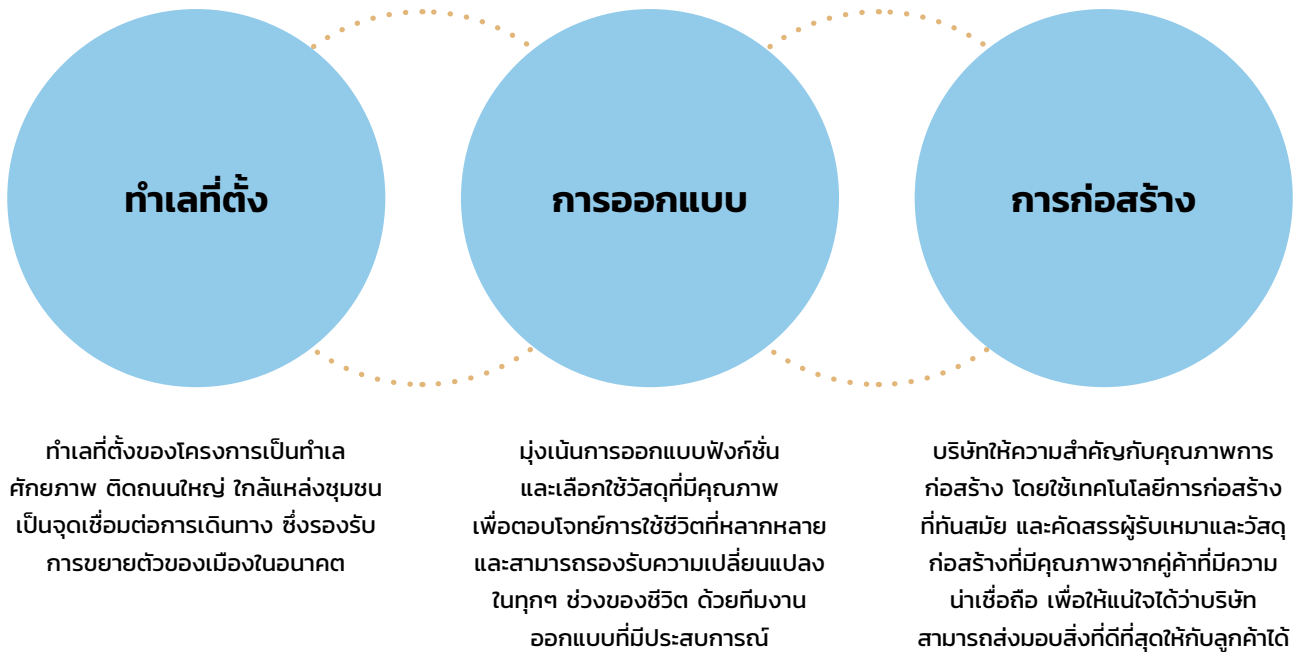 ทำเลที่ตั้ง
การออกแบบ
การก่อสร้าง
ทำเลที่ตั้งของโครงการเป็นทำเล
ศักยภาพ ติดถนนใหญ่ ใกล้แหล่งชุมชน
เป็นจุดเชื่อมต่อการเดินทาง ซึ่งรองรับ
การขยายตัวของเมืองในอนาคต
มุ่งเน้นการออกแบบฟังก์ชั่น
และเลือกใช้วัสดุที่มีคุณภาพ
เพื่อตอบโจทย์การใช้ชีวิตที่หลากหลาย
และสามารถรองรับความเปลี่ยนแปลง
ในทุกๆ ช่วงของชีวิต ด้วยทีมงาน
ออกแบบที่มีประสบการณ์
บริษัทให้ความสำคัญกับคุณภาพการ
ก่อสร้าง โดยใช้เทคโนโลยีการก่อสร้าง
ที่ทันสมัย และคัดสรรผู้รับเหมาและวัสดุ
ก่อสร้างที่มีคุณภาพจากคู่ค้าที่มีความ
น่าเชื่อถือ เพื่อให้แน่ใจได้ว่าบริษัท
สามารถส่งมอบสิ่งที่ดีที่สุดให้กับลูกค้าได้